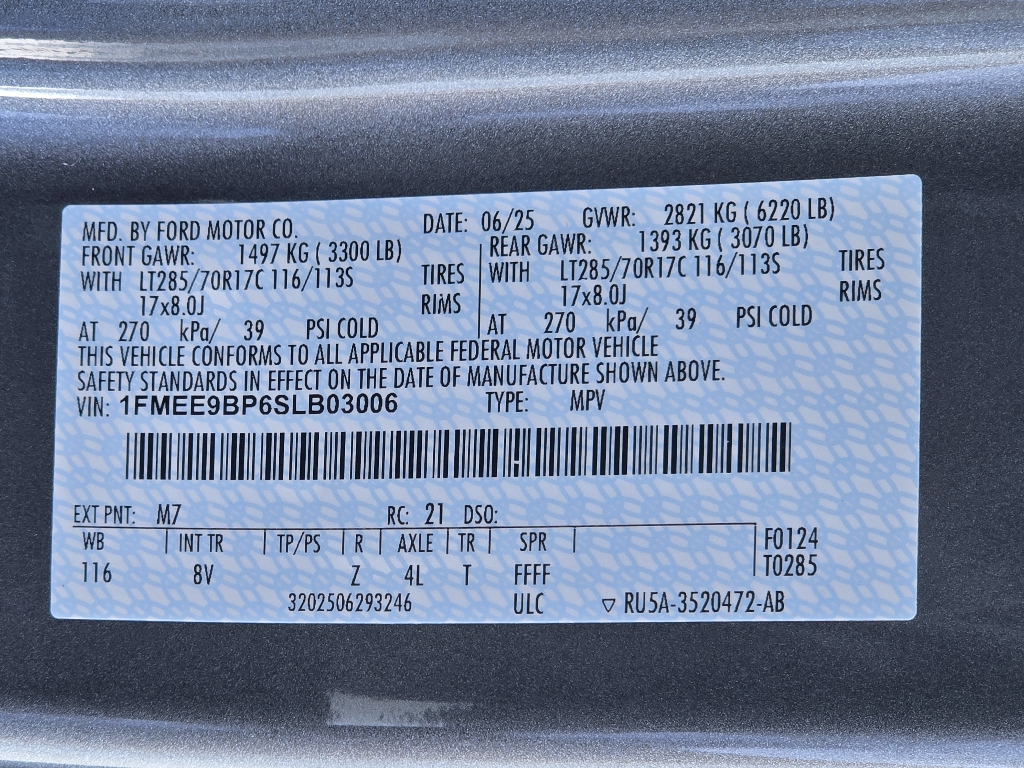 MFD. BY FORD MOTOR CO. DATE: 06/25 GVWR: 2821 KG ( 6220 LB)
FRONT GAWR: 1497 KG ( 3300 LB) REAR GAWR: 1393 KG ( 3070 LB)
WITH LT285/70R17C 116/113S TIRES WITH LT285/70R17C 116/113S TIRES
17x8.0J RIMS 17x8.0J RIMS
AT 270 kPa/ 39 PSI COLD AT 270 kPa/ 39 PSI COLD
THIS VEHICLE CONFORMS TO ALL APPLICABLE FEDERAL MOTOR VEHICLE
SAFETY STANDARDS IN EFFECT ON THE DATE OF MANUFACTURE SHOWN ABOVE.
VIN: 1FMEE9BP6SLB03006 TYPE: MPV
EXT PNT: M7 RC: 21 DSO:
WB INT TR TP/PS R AXLE TR SPR F0124
116 8V Z 4L T FFFF T0285
3202506293246 ULC ▽ RU5A-3520472-AB